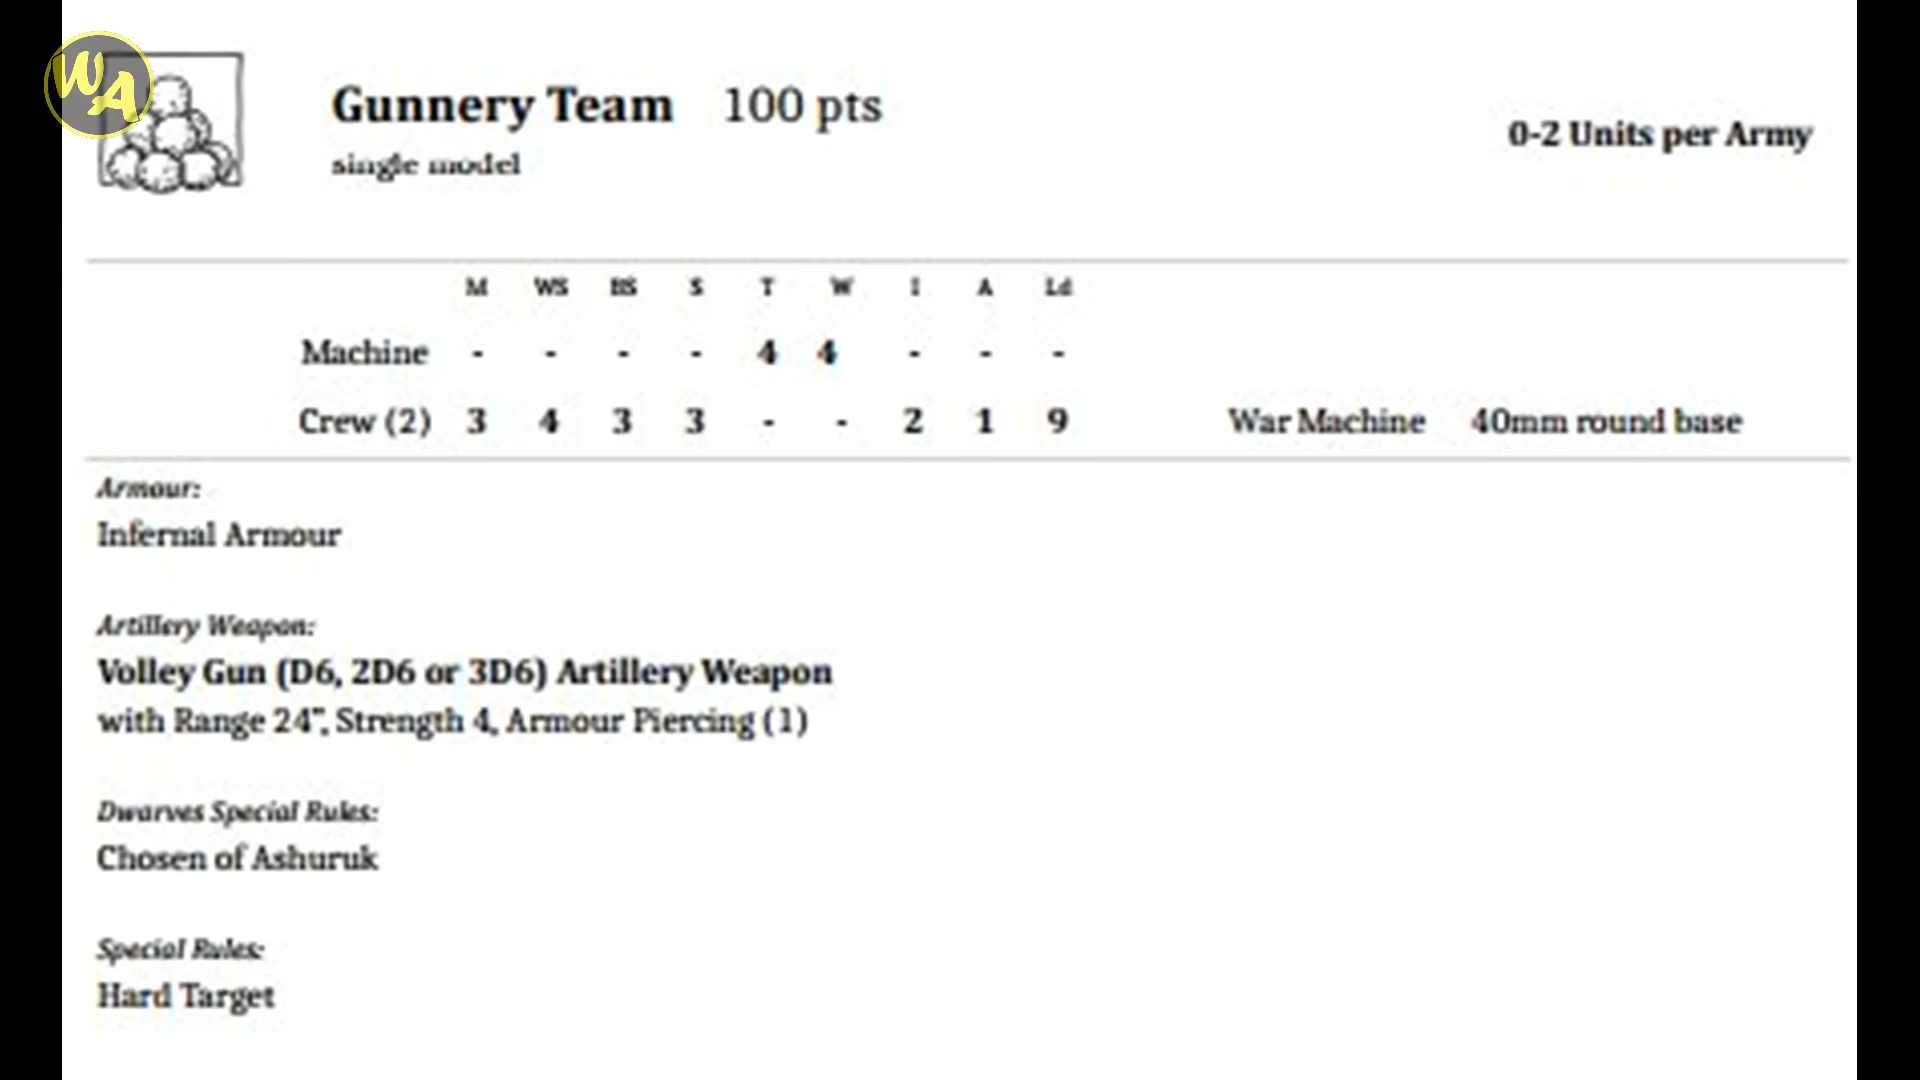 WA
Gunnery Team 100 pts
0-2 Units per Army
single model
M WS BS S T W I A Ld
Machine - - - - 4 4 - - -
Crew (2) 3 4 3 3 - - 2 1 9 War Machine 40mm round base
Armour:
Infernal Armour
Artillery Weapon:
Volley Gun (D6, 2D6 or 3D6) Artillery Weapon
with Range 24", Strength 4, Armour Piercing (1)
Dwarves Special Rules:
Chosen of Ashuruk
Special Rules:
Hard Target